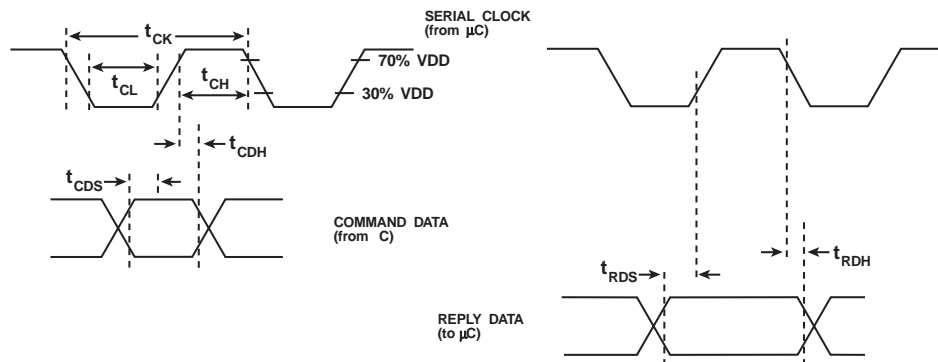 SERIAL CLOCK
(from μC)
tCK
tCL
tCH
70% VDD
30% VDD
tCDH
tCDS
COMMAND DATA
(from C)
tRDS
tRDH
REPLY DATA
(to μC)